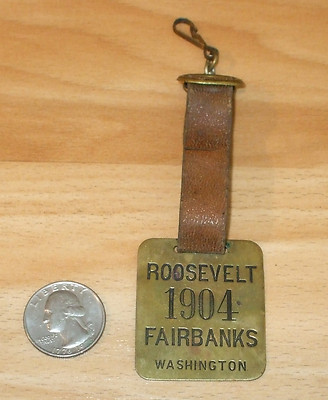 ROOSEVELT
1904
FAIRBANKS
WASHINGTON
LIBERTY